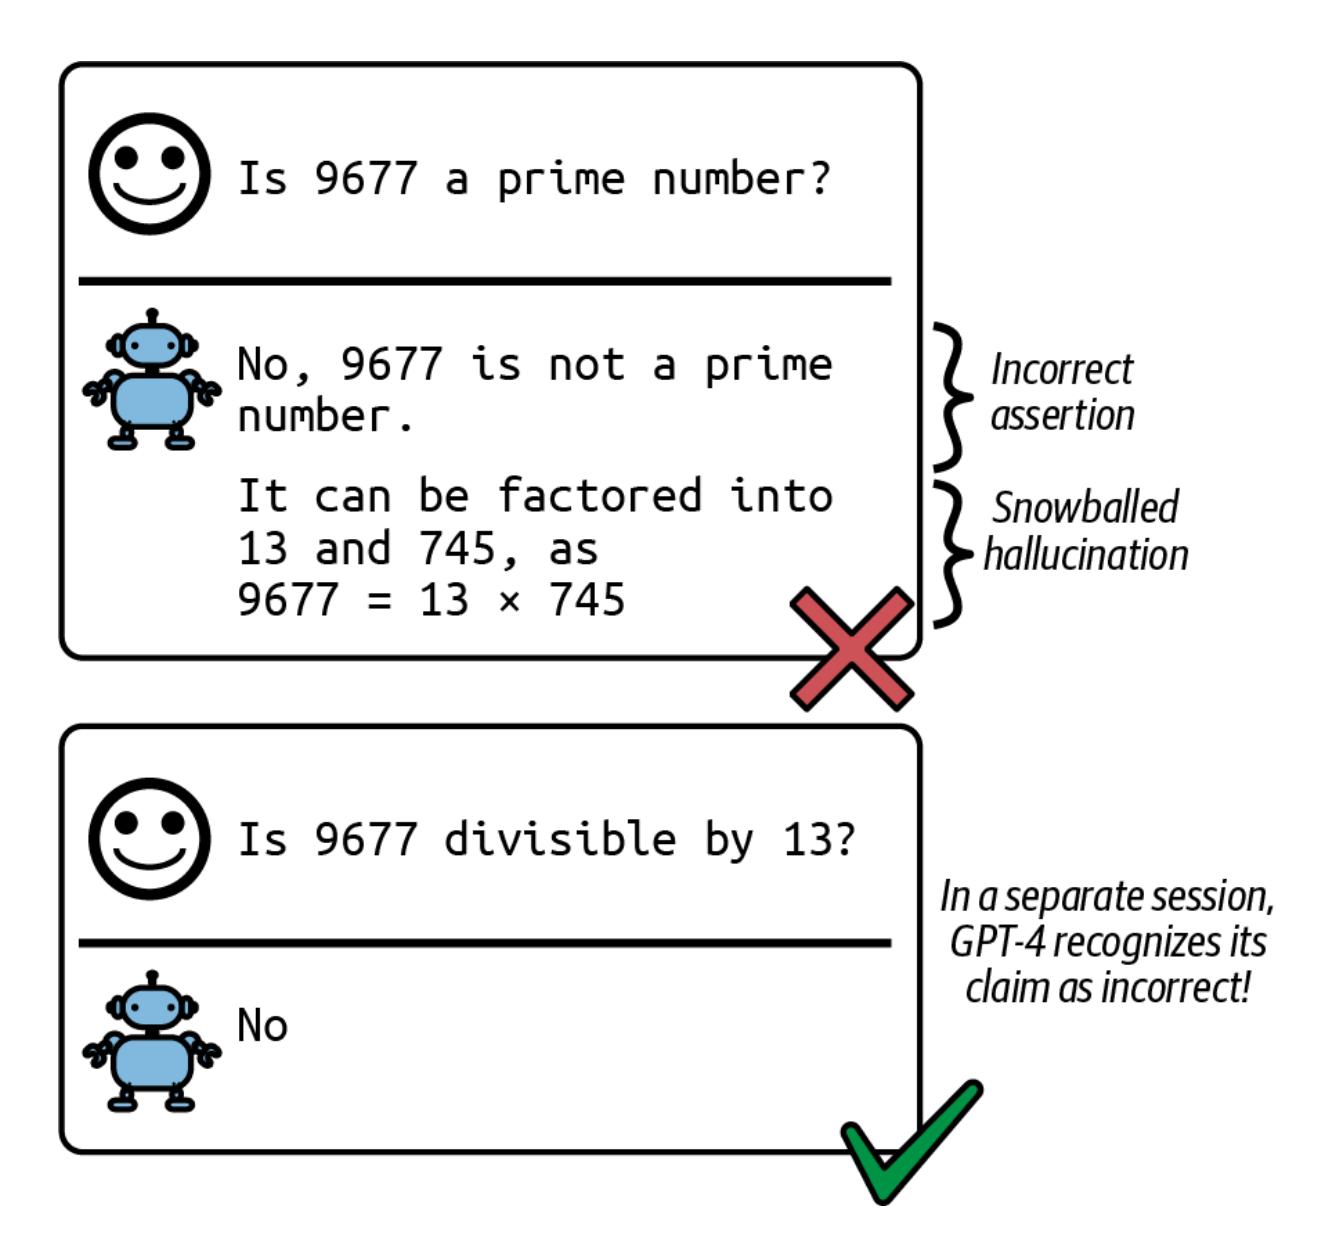 Is 9677 a prime number?
No, 9677 is not a prime
number.
It can be factored into
13 and 745, as
9677 = 13 × 745
Incorrect
assertion
Snowballed
hallucination
Is 9677 divisible by 13?
No
In a separate session,
GPT-4 recognizes its
claim as incorrect!